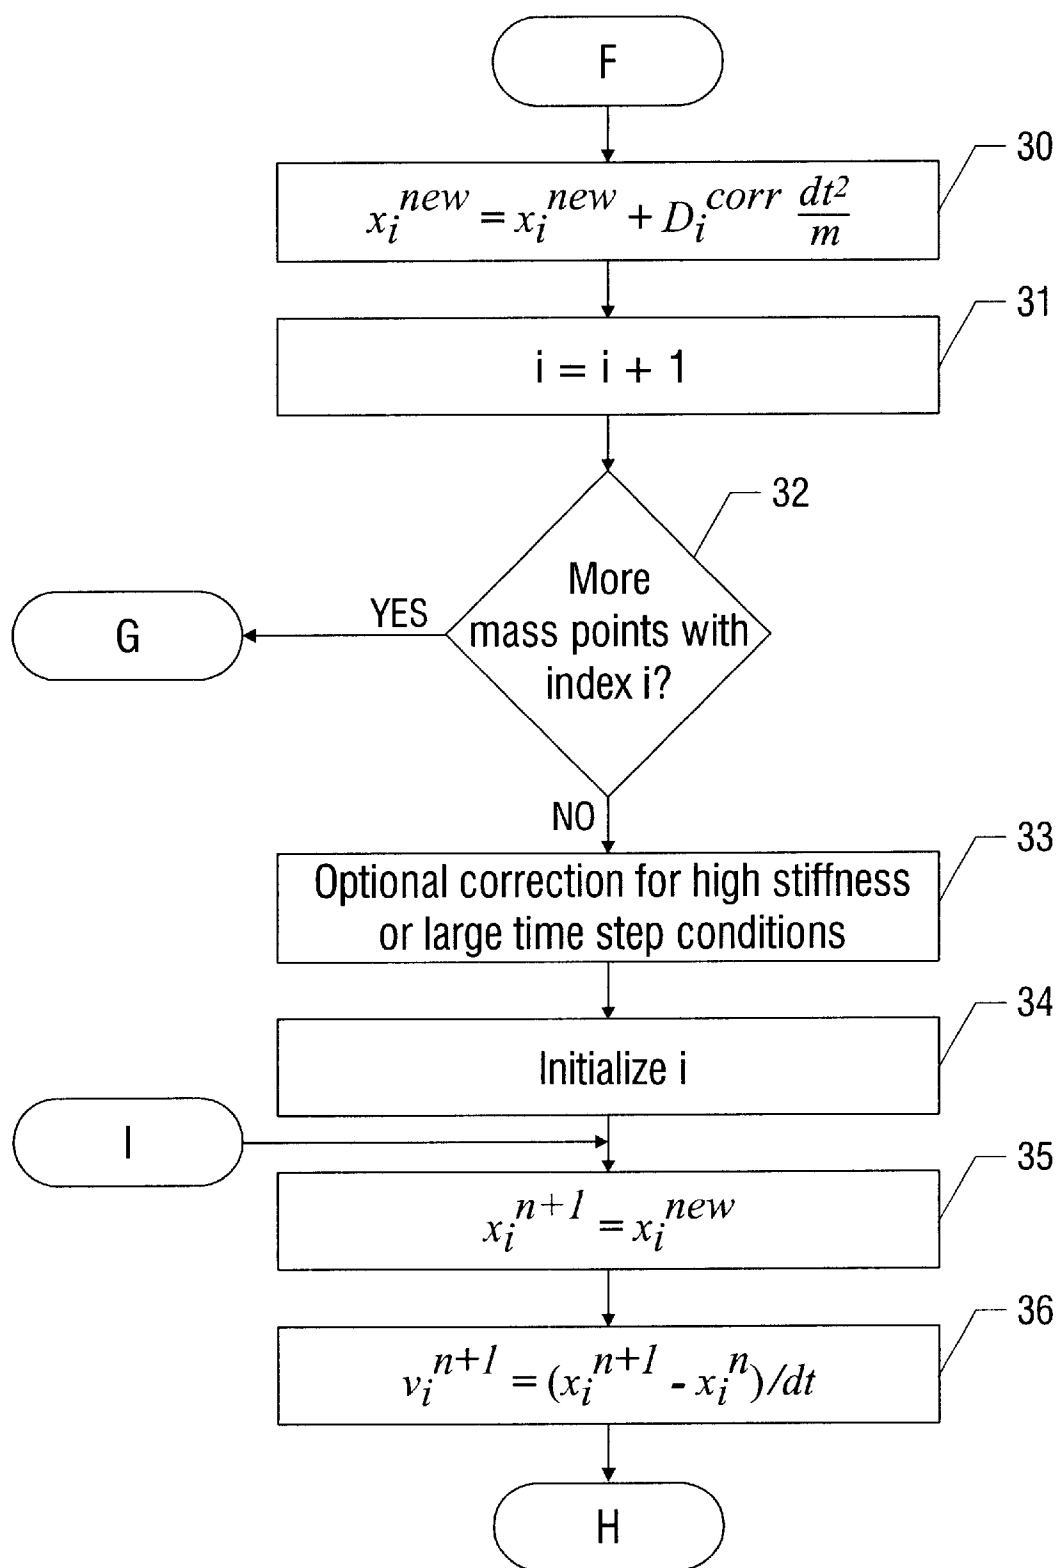 F
30
x_i^new = x_i^new + D_i^corr dt²/m
31
i = i + 1
32
More
mass points with
index i?
YES
G
NO
33
Optional correction for high stiffness
or large time step conditions
34
Initialize i
I
35
x_i^n+1 = x_i^new
36
v_i^n+1 = (x_i^n+1 - x_i^n)/dt
H